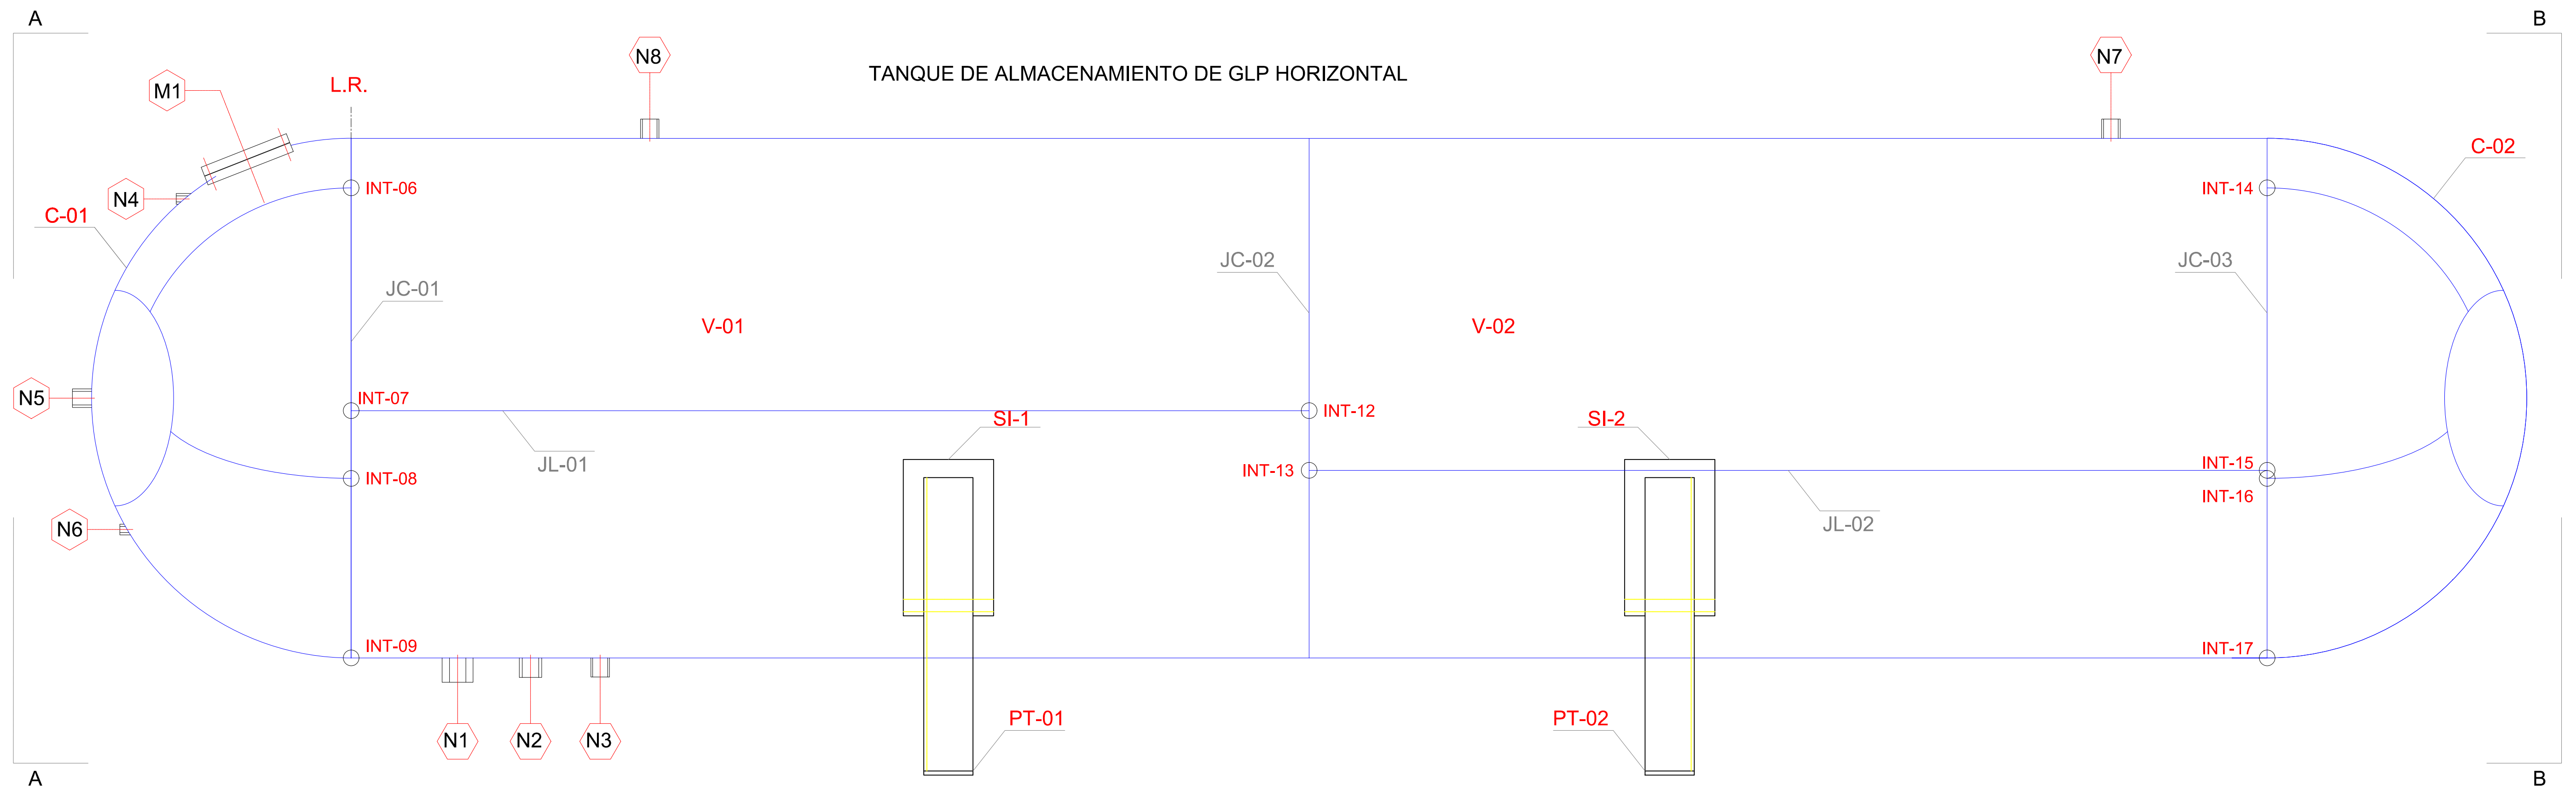 A
B
N8
N7
TANQUE DE ALMACENAMIENTO DE GLP HORIZONTAL
L.R.
M1
C-02
INT-06
INT-14
N4
C-01
JC-02
JC-03
JC-01
V-01
V-02
N5
INT-07
INT-12
SI-1
SI-2
JL-01
INT-13
INT-15
INT-08
INT-16
N6
JL-02
INT-09
INT-17
PT-01
PT-02
N1
N2
N3
A
B